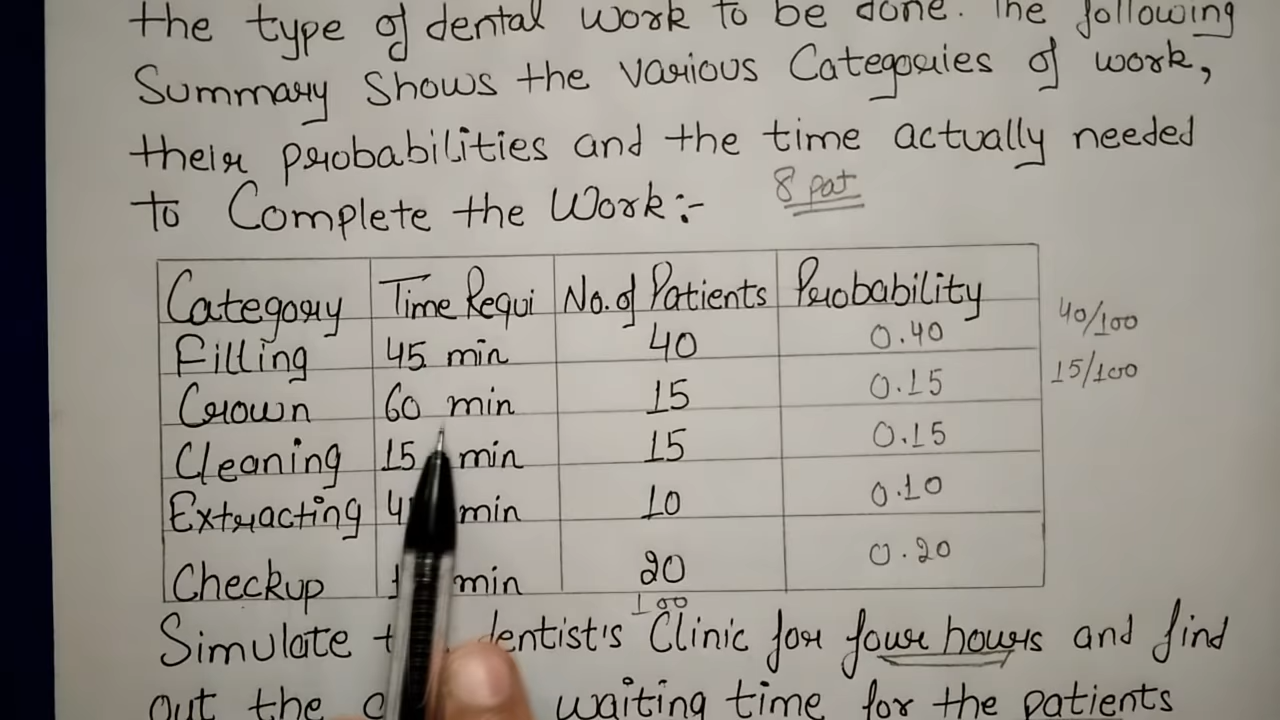 the type of dental work to be done. The following
Summary Shows the various Categories of work,
their probabilities and the time actually needed
to Complete the Work:-
8 pat
Category Time Requi No. of Patients Probability
Filling 45 min 40 0.40 40/100
Crown 60 min 15 0.15 15/100
Cleaning 15 min 15 0.15
Extracting min 10 0.10
Checkup min 20 0.20
100
Simulate dentist's Clinic for four hours and find
out the waiting time for the patients